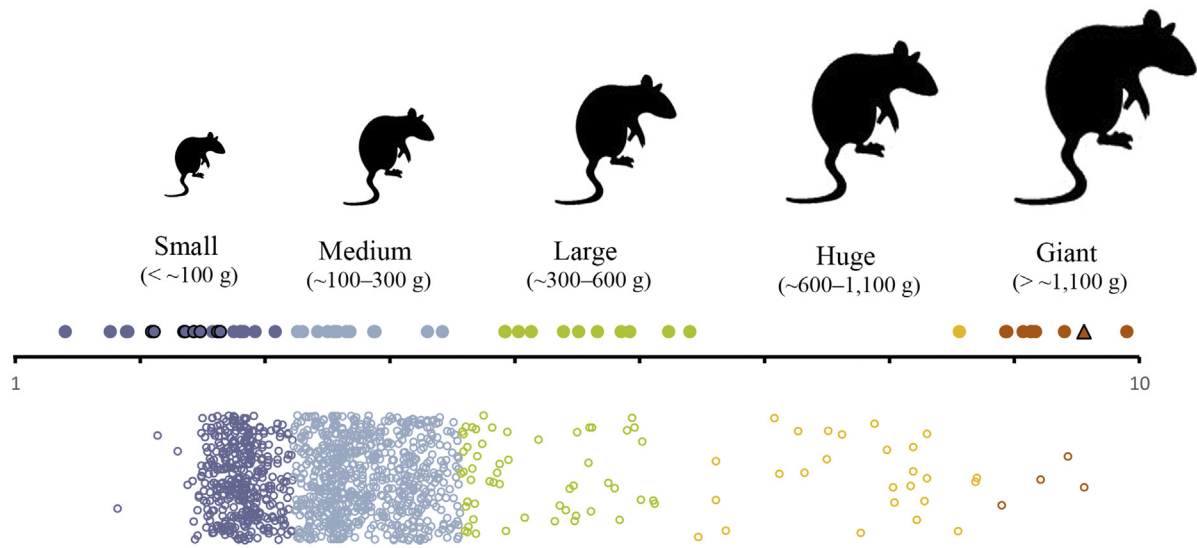 Small
(< ~100 g)
Medium
(~100–300 g)
Large
(~300–600 g)
Huge
(~600–1,100 g)
Giant
(> ~1,100 g)
1
10